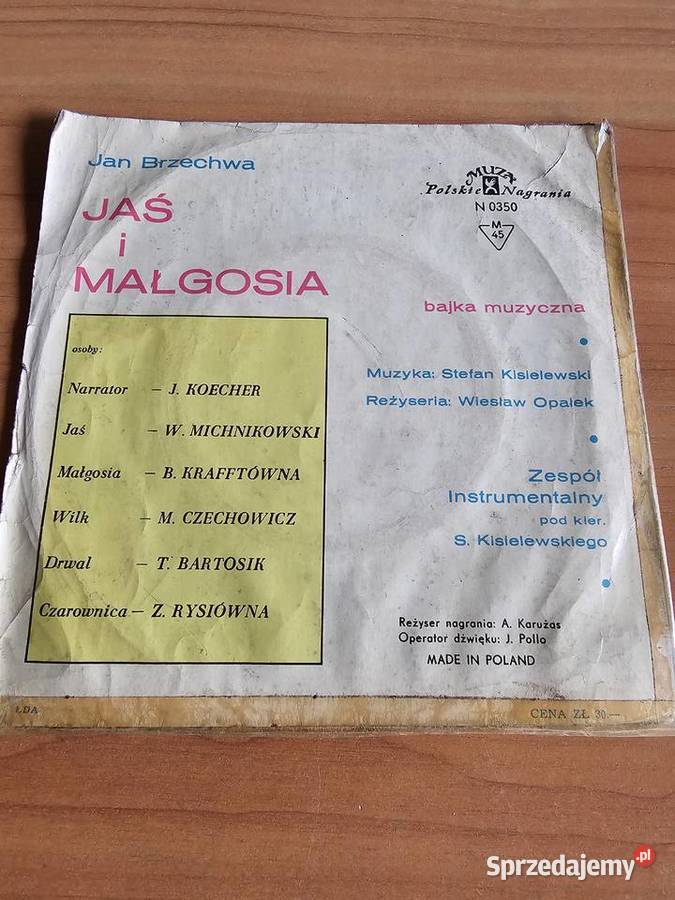 Jan Brzechwa
JAŚ
i
MAŁGOSIA
MUZA
Polskie Nagrania
N 0350
M
45
bajka muzyczna
osoby:
Narrator – J. KOECHER
Jaś – W. MICHNIKOWSKI
Małgosia – B. KRAFFTÓWNA
Wilk – M. CZECHOWICZ
Drwal – T. BARTOSIK
Czarownica – Z. RYSIÓWNA
Muzyka: Stefan Kisielewski
Reżyseria: Wiesław Opałek
Zespół
Instrumentalny
pod kier.
S. Kisielewskiego
Reżyser nagrania: A. Karużas
Operator dźwięku: J. Pollo
MADE IN POLAND
ŁDA
CENA ZŁ 30.—
Sprzedajemy.pl